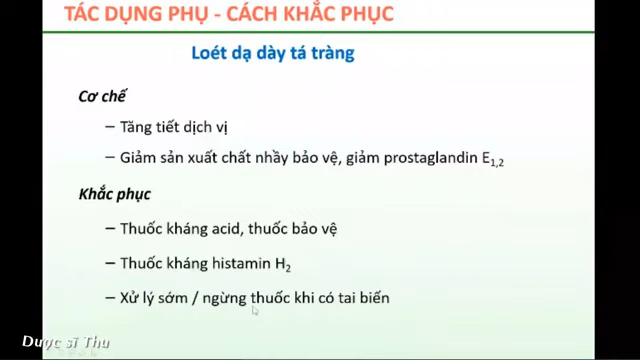 TÁC DỤNG PHỤ - CÁCH KHẮC PHỤC
Loét dạ dày tá tràng
Cơ chế
– Tăng tiết dịch vị
– Giảm sản xuất chất nhầy bảo vệ, giảm prostaglandin E1,2
Khắc phục
– Thuốc kháng acid, thuốc bảo vệ
– Thuốc kháng histamin H2
– Xử lý sớm / ngừng thuốc khi có tai biến
Dược sĩ Thu